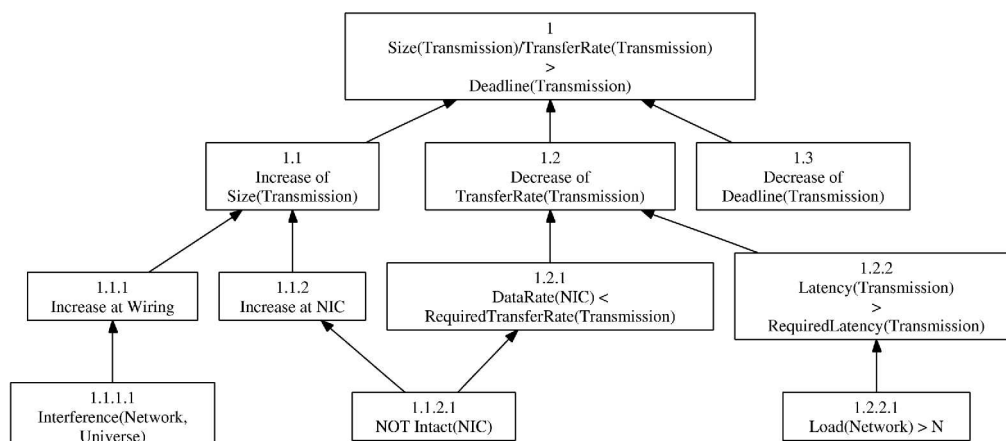 1
Size(Transmission)/TransferRate(Transmission)
>
Deadline(Transmission)
1.1
Increase of
Size(Transmission)
1.2
Decrease of
TransferRate(Transmission)
1.3
Decrease of
Deadline(Transmission)
1.1.1
Increase at Wiring
1.1.2
Increase at NIC
1.2.1
DataRate(NIC) <
RequiredTransferRate(Transmission)
1.2.2
Latency(Transmission)
>
RequiredLatency(Transmission)
1.1.1.1
Interference(Network,
Universe)
1.1.2.1
NOT Intact(NIC)
1.2.2.1
Load(Network) > N